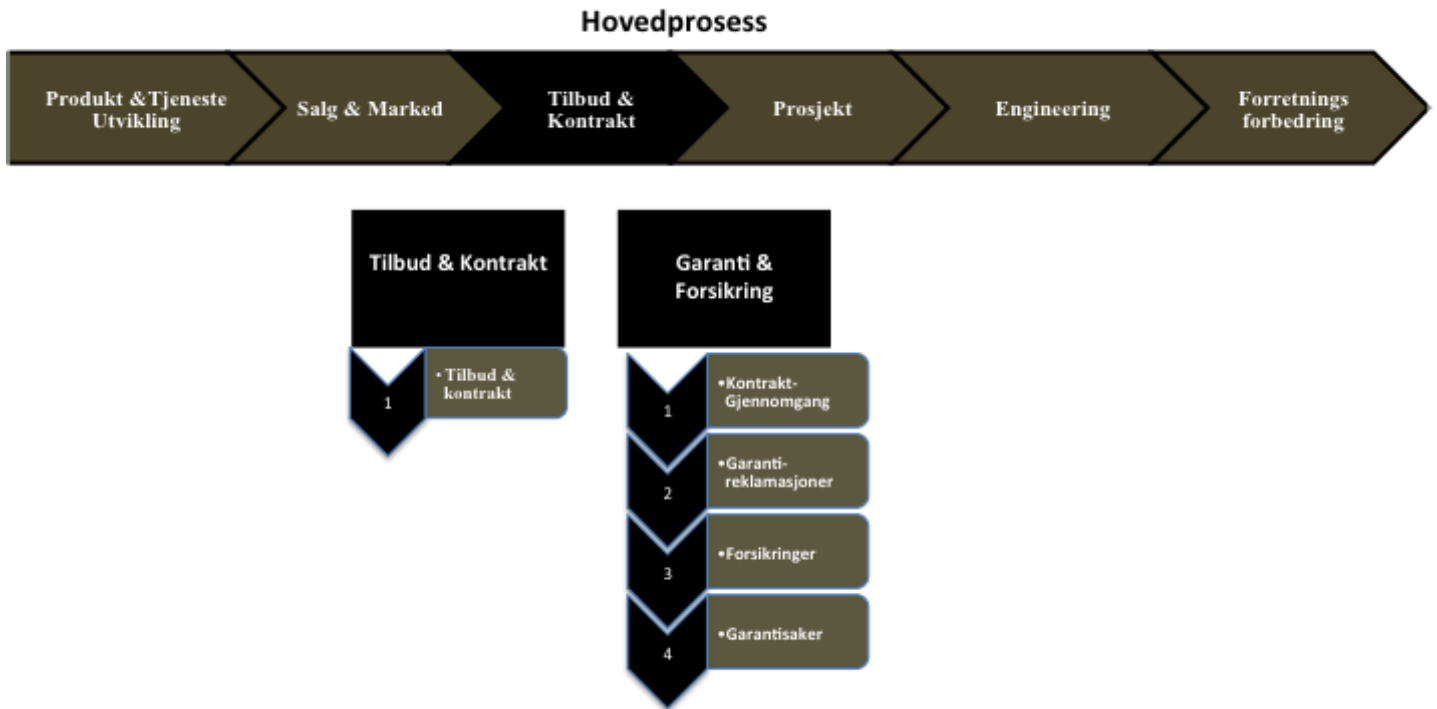 Hovedprosess
Produkt &Tjeneste
Utvikling
Salg & Marked
Tilbud &
Kontrakt
Prosjekt
Engineering
Forretnings
forbedring
Tilbud & Kontrakt
1
• Tilbud &
kontrakt
Garanti &
Forsikring
1
•Kontrakt-
Gjennomgang
2
•Garanti-
reklamasjoner
3
•Forsikringer
4
•Garantisaker